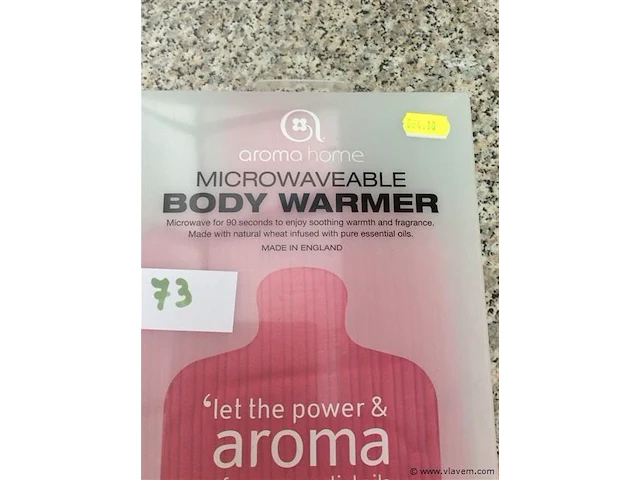 aroma home
MICROWAVEABLE
BODY WARMER
Microwave for 90 seconds to enjoy soothing warmth and fragrance.
Made with natural wheat infused with pure essential oils.
MADE IN ENGLAND
73
‘let the power &
aroma
© www.vlavem.com